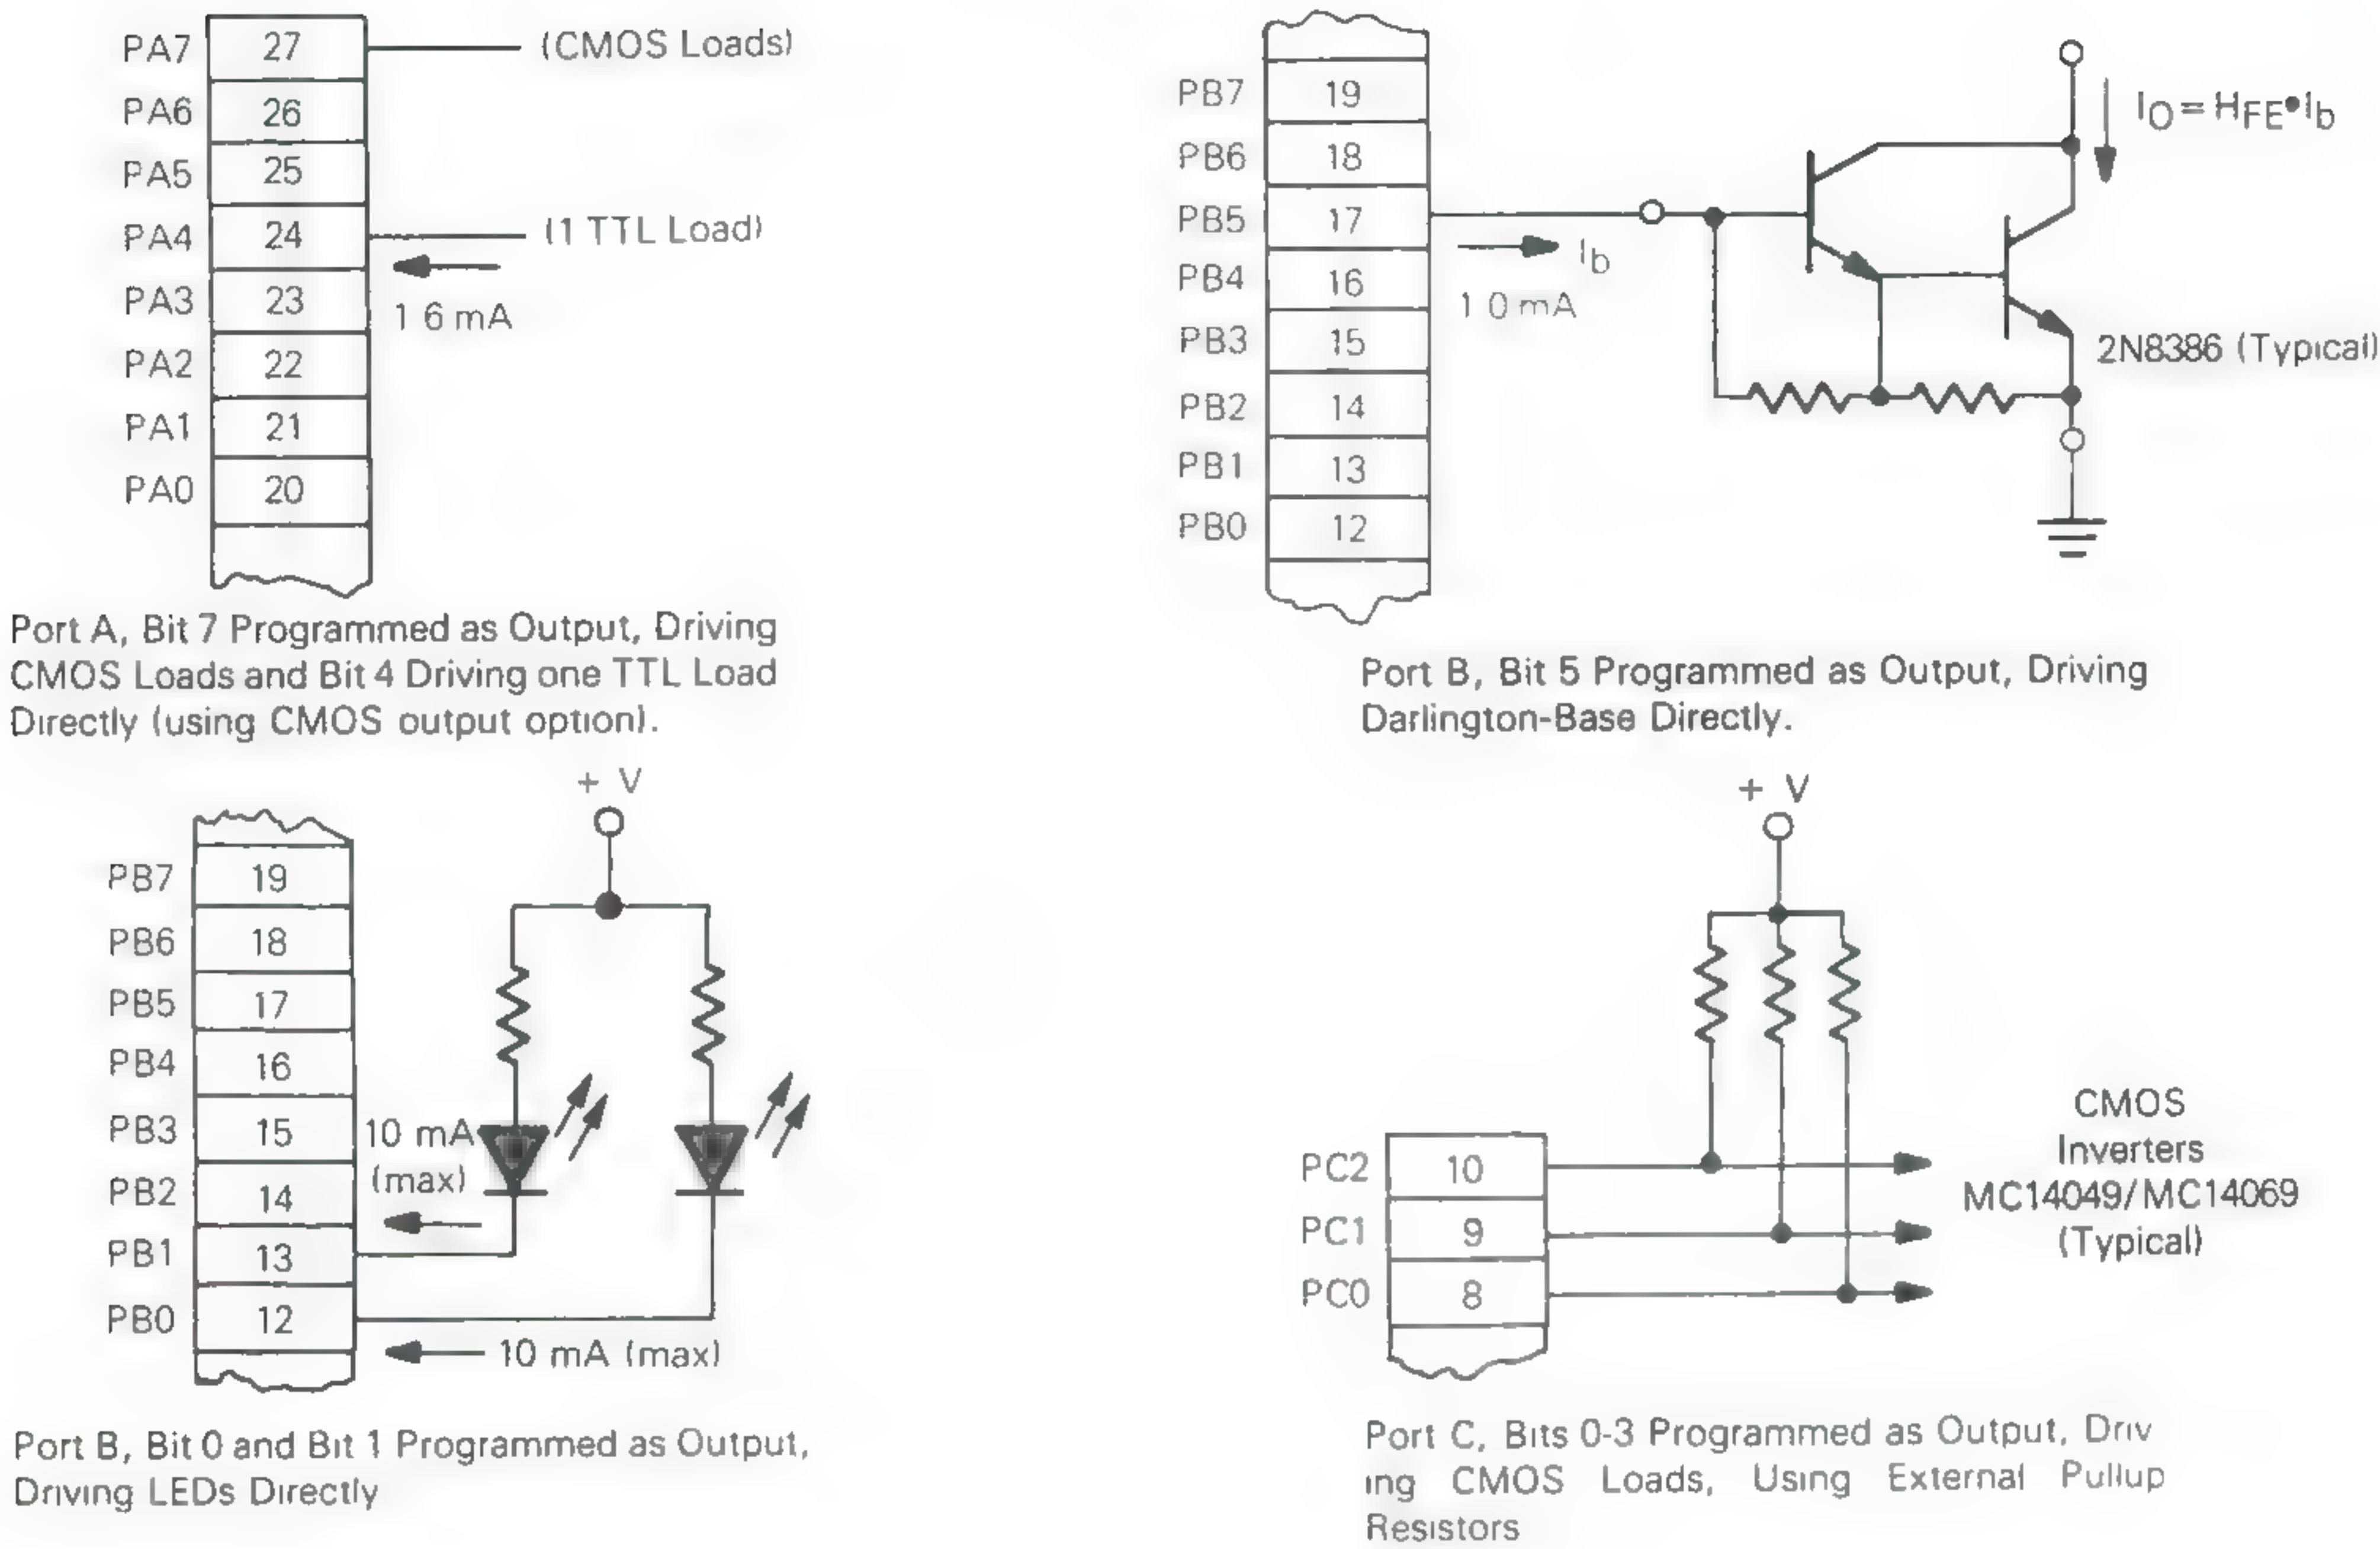 PA7 27 (CMOS Loads)
PA6 26
PA5 25
PA4 24 (1 TTL Load)
PA3 23
1 6 mA
PA2 22
PA1 21
PA0 20
Port A, Bit 7 Programmed as Output, Driving
CMOS Loads and Bit 4 Driving one TTL Load
Directly (using CMOS output option).
PB7 19
IO = HFE•Ib
PB6 18
PB5 17
Ib
PB4 16
1 0 mA
PB3 15
2N8386 (Typical)
PB2 14
PB1 13
PB0 12
Port B, Bit 5 Programmed as Output, Driving
Darlington-Base Directly.
+ V
PB7 19
PB6 18
PB5 17
PB4 16
PB3 15 10 mA
(max)
PB2 14
PB1 13
PB0 12
10 mA (max)
Port B, Bit 0 and Bit 1 Programmed as Output,
Driving LEDs Directly
+ V
CMOS
Inverters
MC14049/MC14069
(Typical)
PC2 10
PC1 9
PC0 8
Port C, Bits 0-3 Programmed as Output, Driv
ing CMOS Loads, Using External Pullup
Resistors